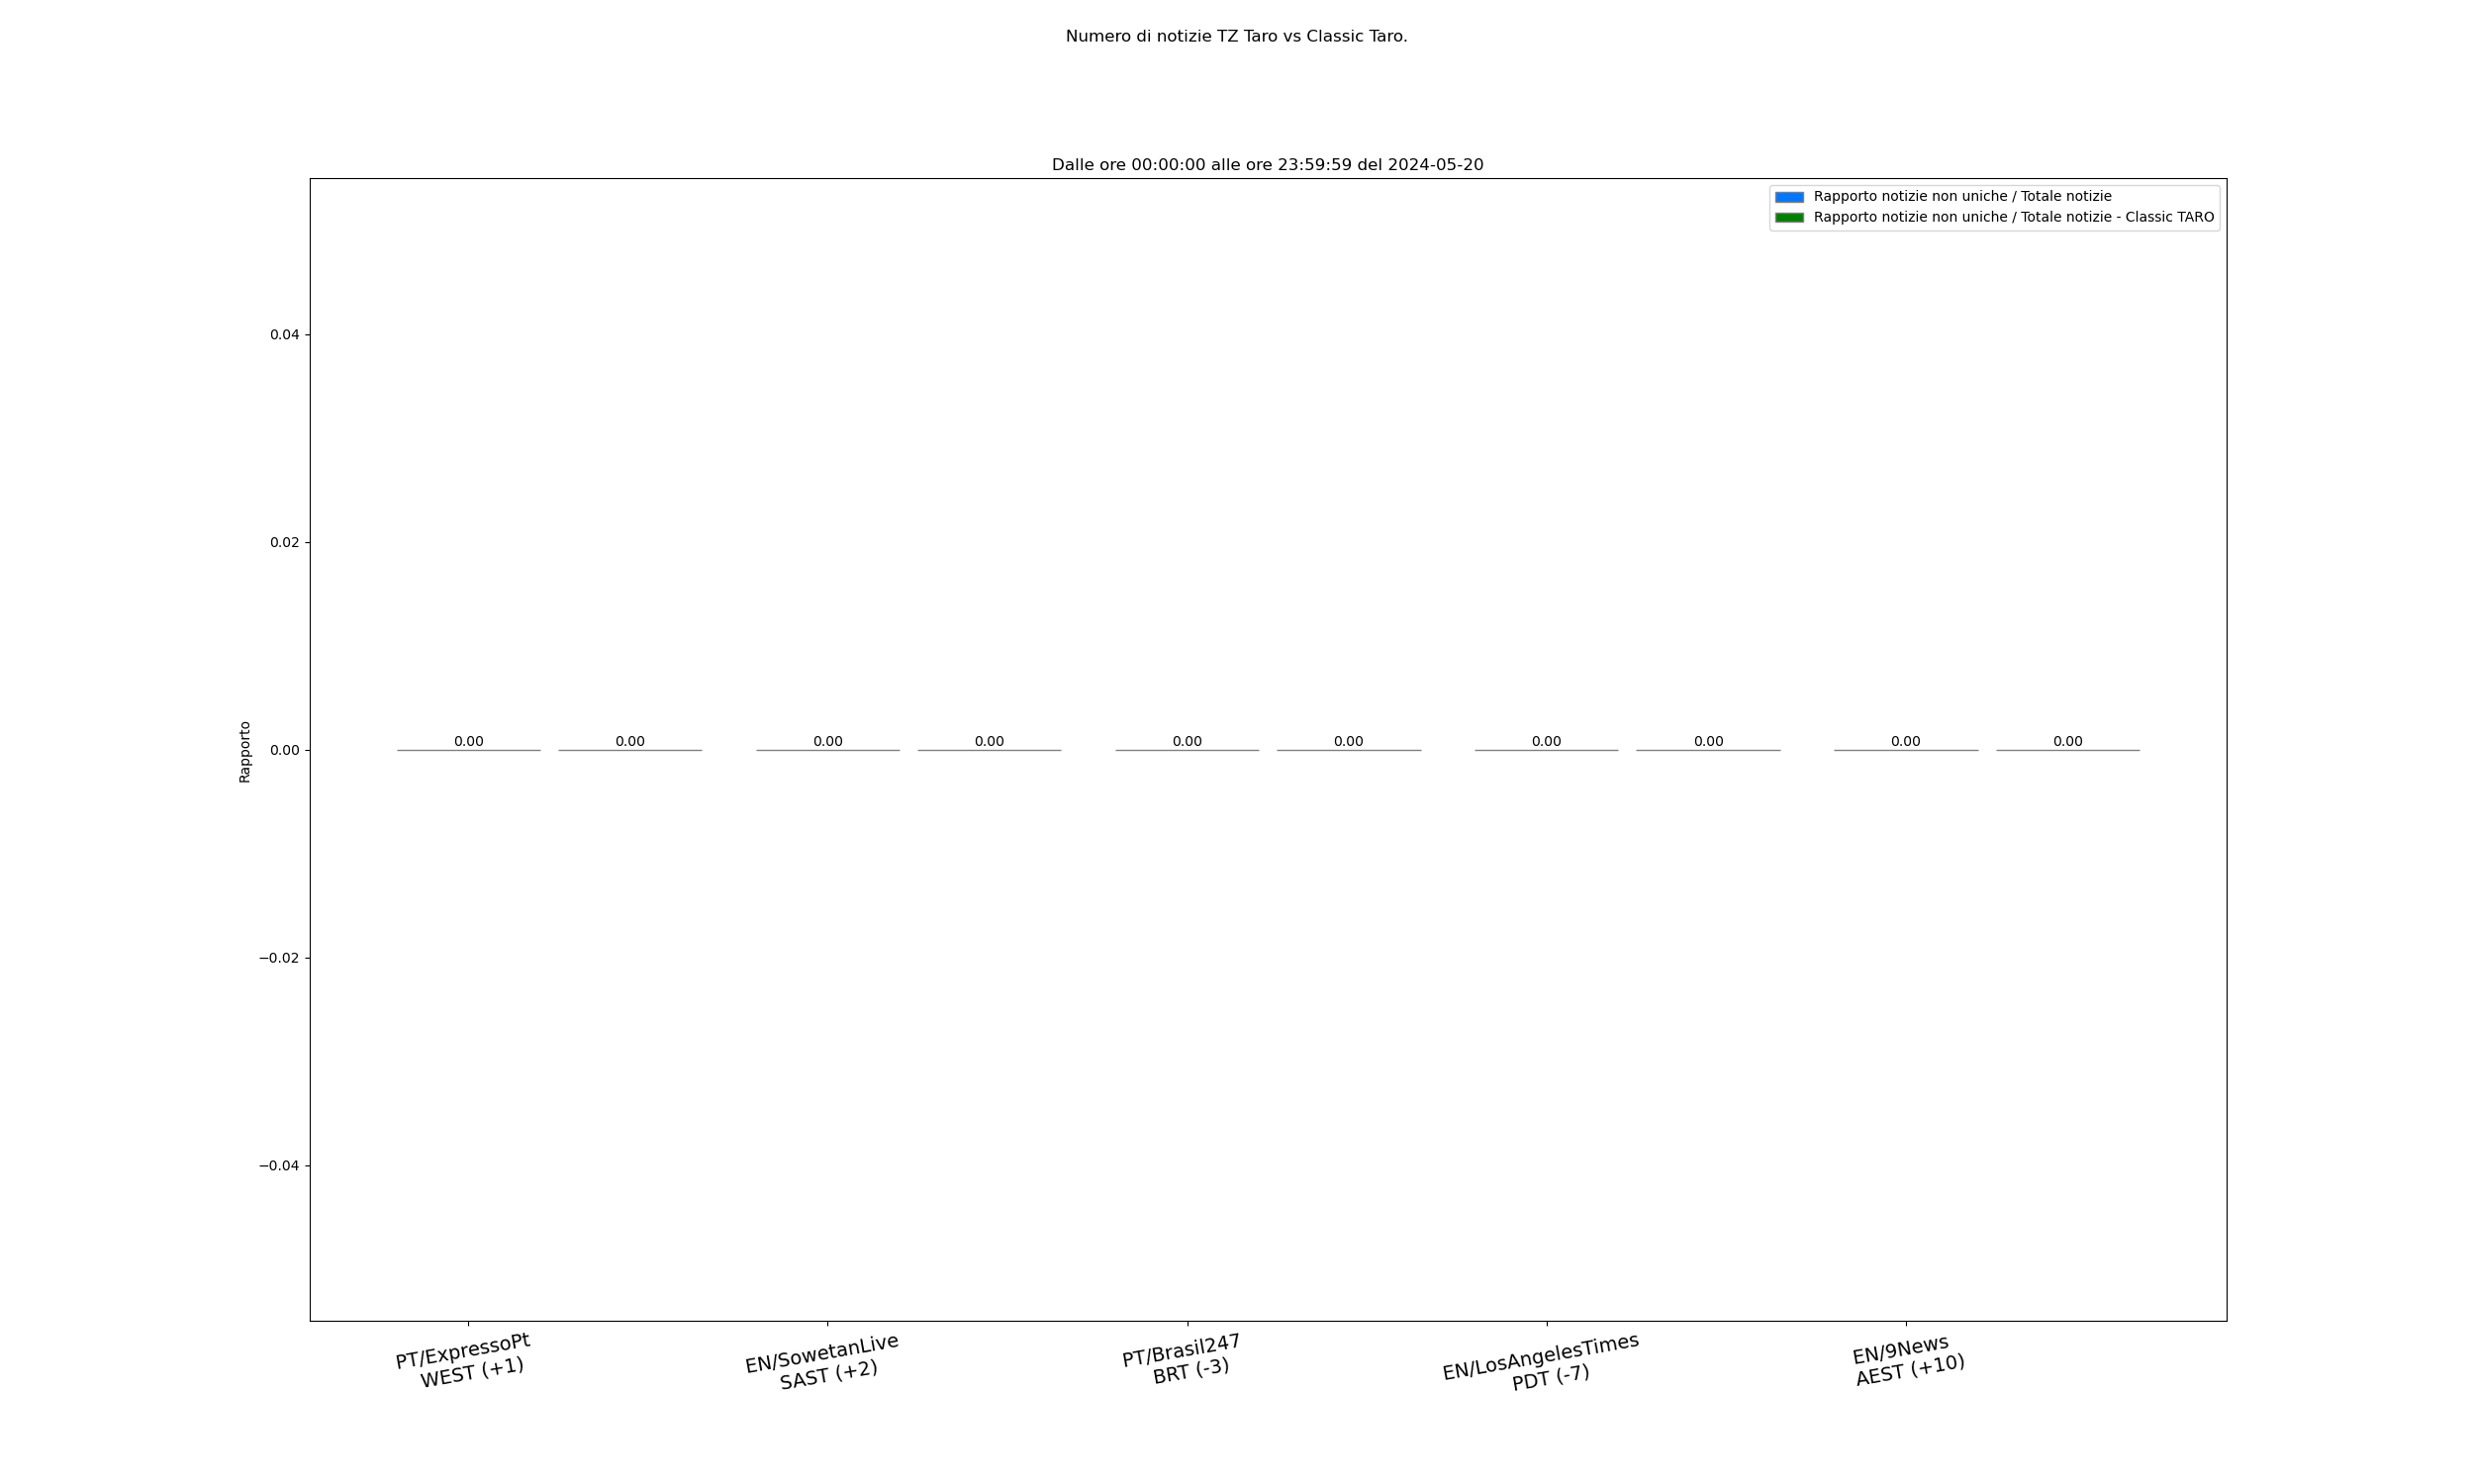 Numero di notizie TZ Taro vs Classic Taro.
Dalle ore 00:00:00 alle ore 23:59:59 del 2024-05-20
Rapporto notizie non uniche / Totale notizie
Rapporto notizie non uniche / Totale notizie - Classic TARO
0.04
0.02
0.00
−0.02
−0.04
Rapporto
0.00 0.00 0.00 0.00 0.00 0.00 0.00 0.00 0.00 0.00
PT/ExpressoPt
WEST (+1)
EN/SowetanLive
SAST (+2)
PT/Brasil247
BRT (-3)
EN/LosAngelesTimes
PDT (-7)
EN/9News
AEST (+10)